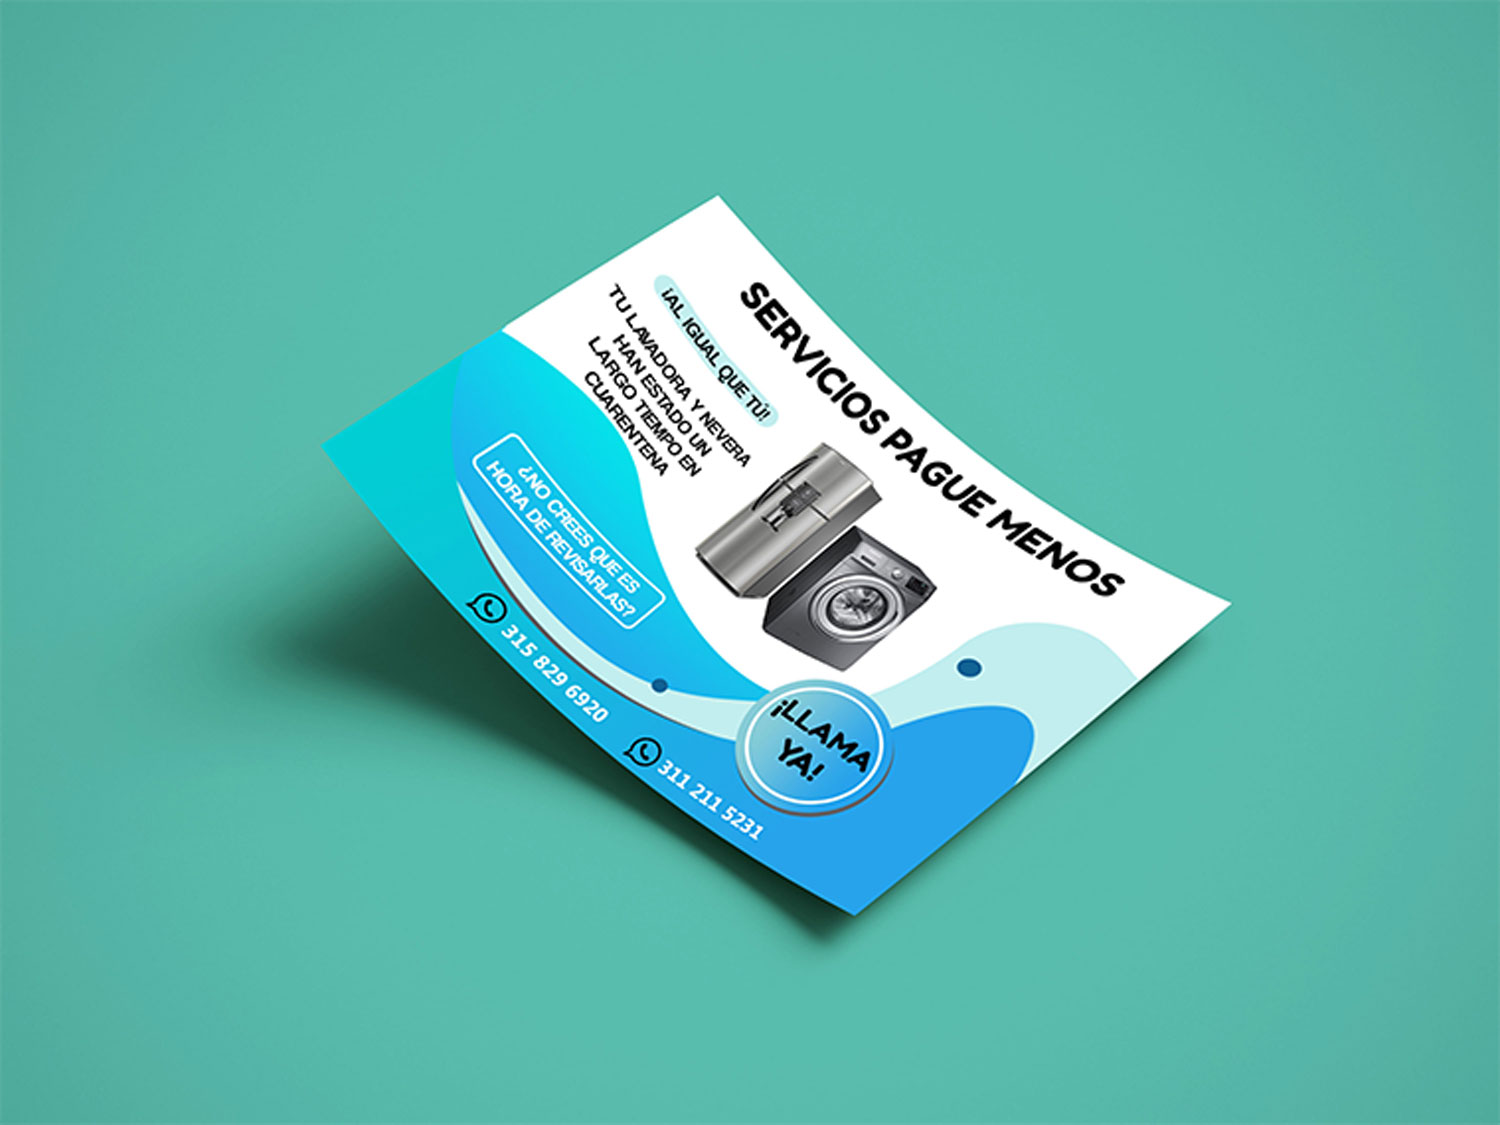 SERVICIOS PAGUE MENOS
¡AL IGUAL QUE TÚ!
TU LAVADORA Y NEVERA
HAN ESTADO UN
LARGO TIEMPO EN
CUARENTENA
¿NO CREES QUE ES
HORA DE REVISARLAS?
315 829 6920
311 211 5231
¡LLAMA
YA!